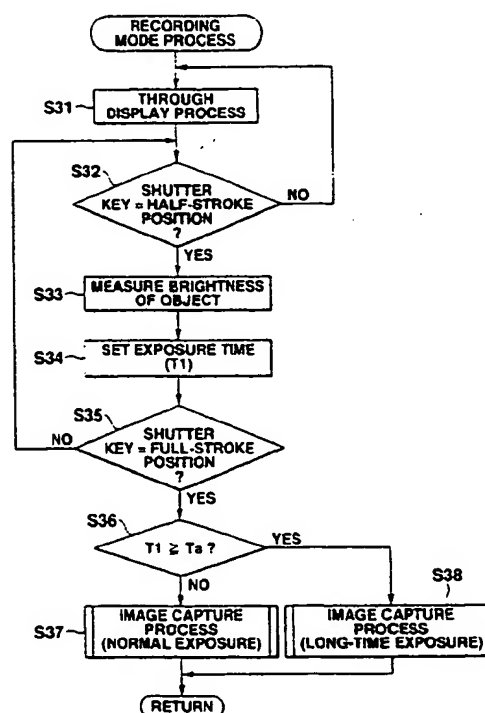 RECORDING
MODE PROCESS
S31
THROUGH
DISPLAY PROCESS
S32
SHUTTER
KEY = HALF-STROKE
POSITION
?
NO
YES
S33
MEASURE BRIGHTNESS
OF OBJECT
S34
SET EXPOSURE TIME
(T1)
S35
SHUTTER
KEY = FULL-STROKE
POSITION
?
NO
YES
S36
T1 ≧ Ta ?
YES
NO
S38
S37
IMAGE CAPTURE
PROCESS
(NORMAL EXPOSURE)
IMAGE CAPTURE
PROCESS
(LONG-TIME EXPOSURE)
RETURN